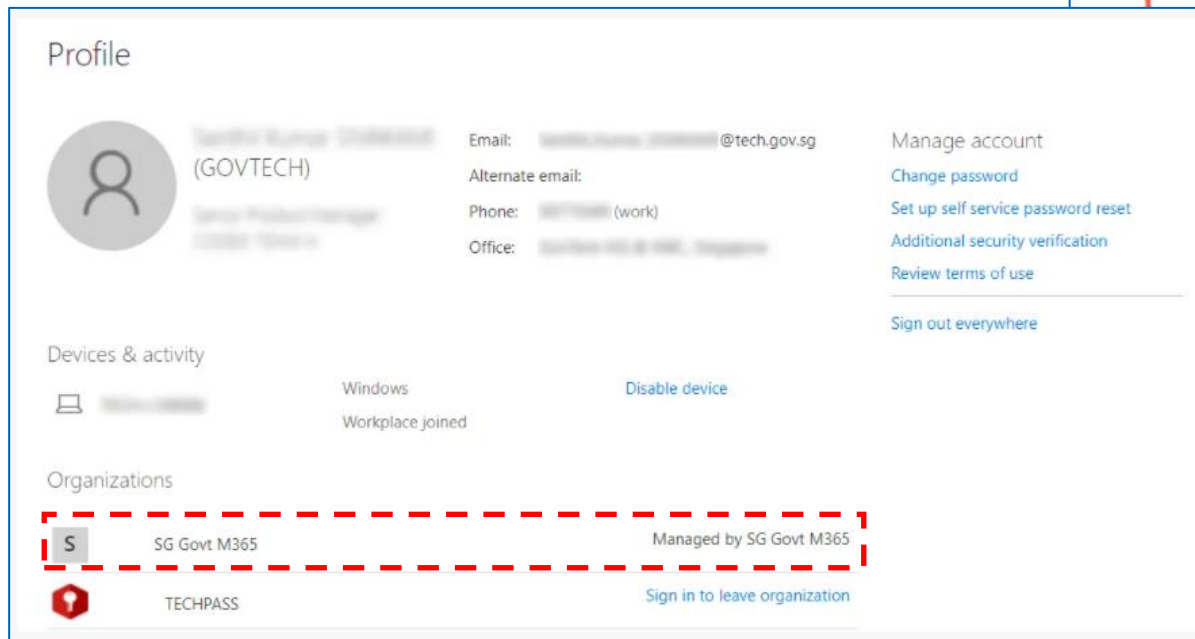 Profile
(GOVTECH)
Email: @tech.gov.sg
Alternate email:
Phone: (work)
Office:
Manage account
Change password
Set up self service password reset
Additional security verification
Review terms of use
Sign out everywhere
Devices & activity
Windows
Workplace joined
Disable device
Organizations
S SG Govt M365 Managed by SG Govt M365
TECHPASS Sign in to leave organization